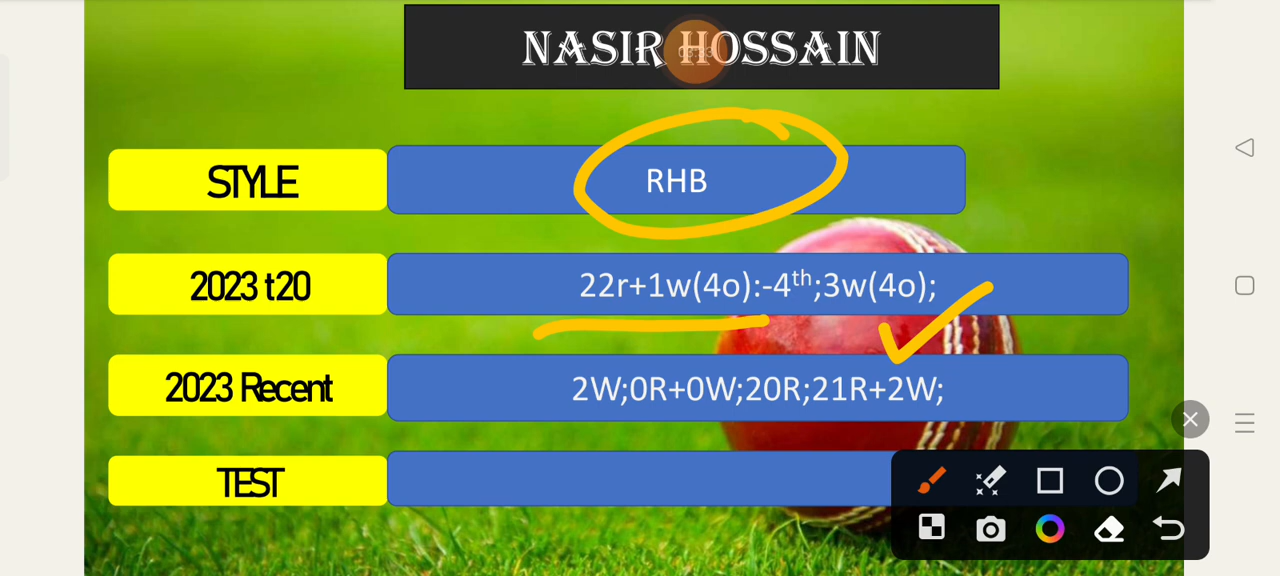 NASIR HOSSAIN
STYLE
RHB
2023 t20
22r+1w(4o):-4th;3w(4o);
2023 Recent
2W;0R+0W;20R;21R+2W;
TEST